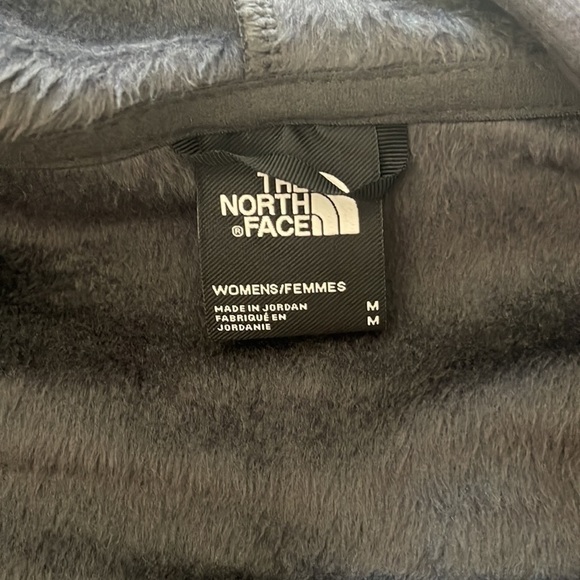 THE
NORTH
® FACE
WOMENS/FEMMES
MADE IN JORDAN M
FABRIQUÉ EN M
JORDANIE